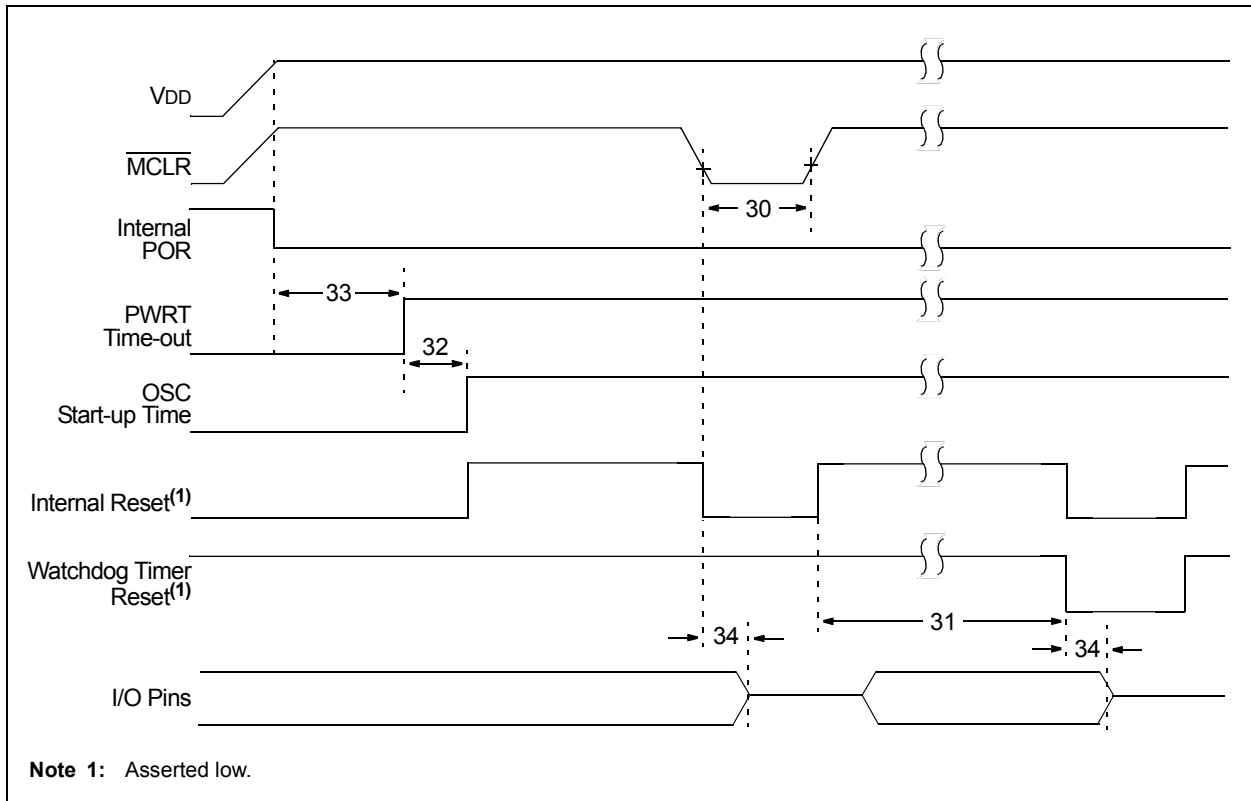 VDD
MCLR
30
Internal
POR
33
PWRT
Time-out
32
OSC
Start-up Time
Internal Reset(1)
Watchdog Timer
Reset(1)
31
34
34
I/O Pins
Note 1: Asserted low.